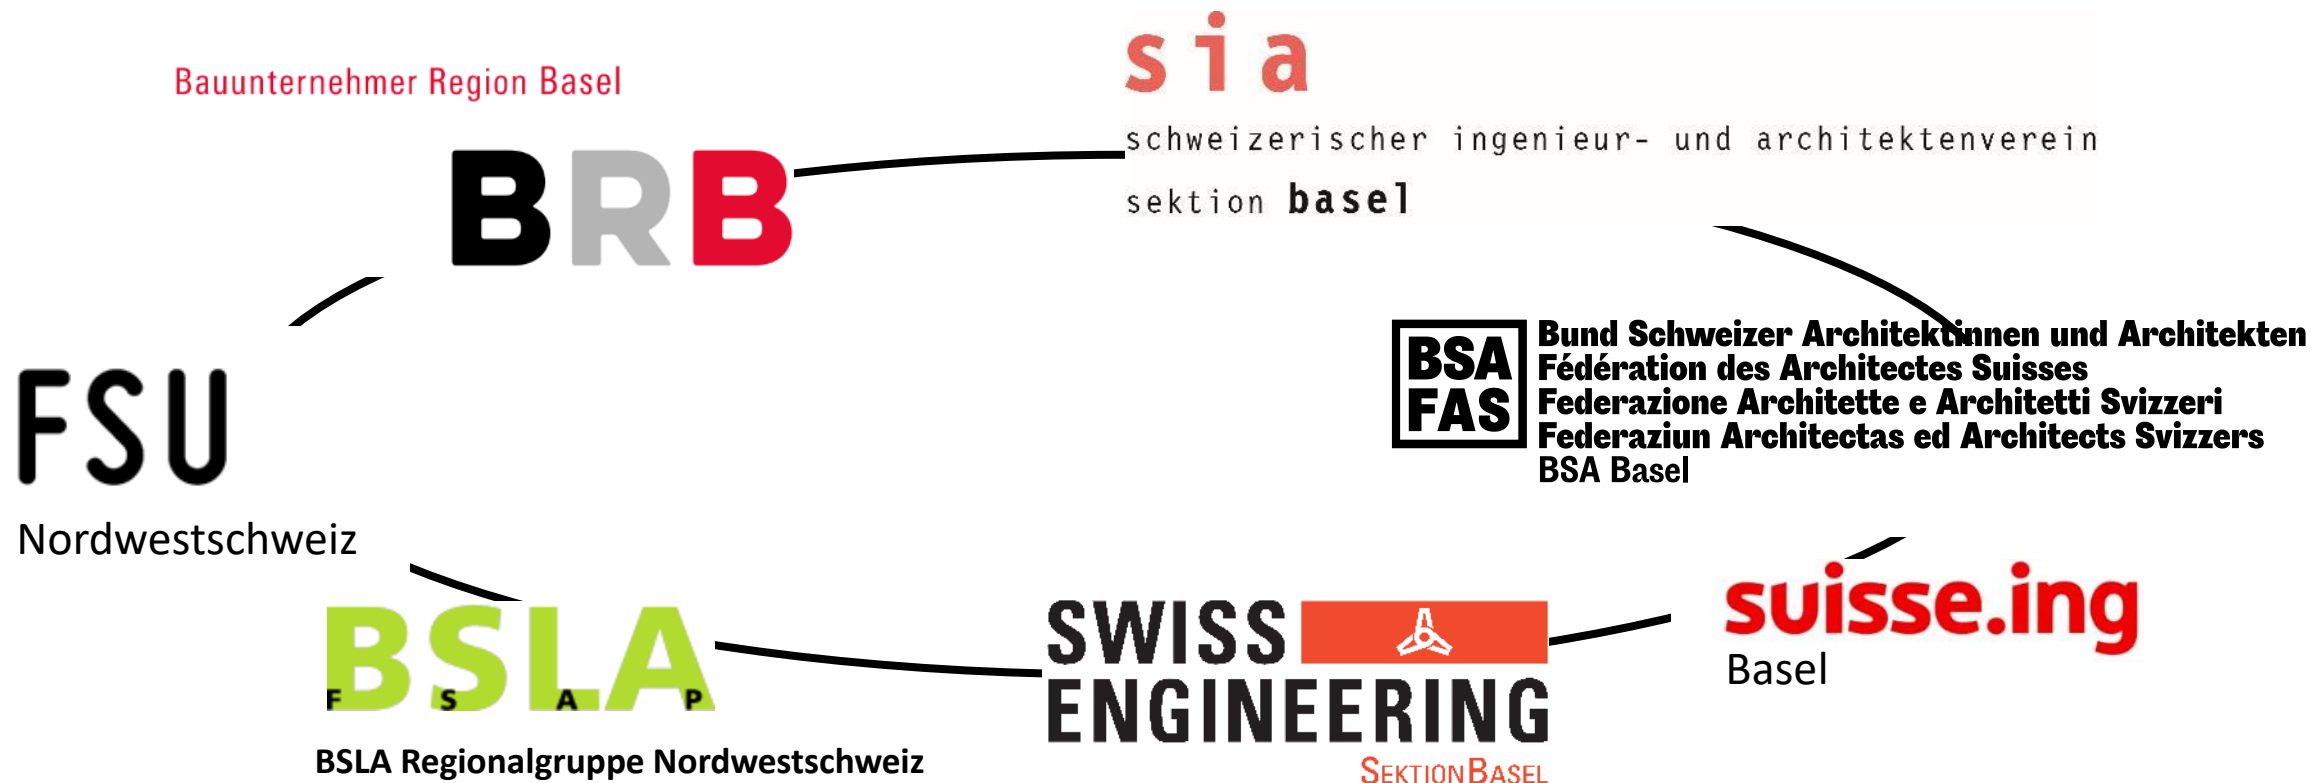 Bauunternehmer Region Basel
BRB
sia
schweizerischer ingenieur- und architektenverein
sektion basel
BSA
FAS
Bund Schweizer Architektinnen und Architekten
Fédération des Architectes Suisses
Federazione Architette e Architetti Svizzeri
Federaziun Architectas ed Architects Svizzers
BSA Basel
FSU
Nordwestschweiz
BSLA
FSAP
BSLA Regionalgruppe Nordwestschweiz
SWISS
ENGINEERING
SEKTION BASEL
suisse.ing
Basel